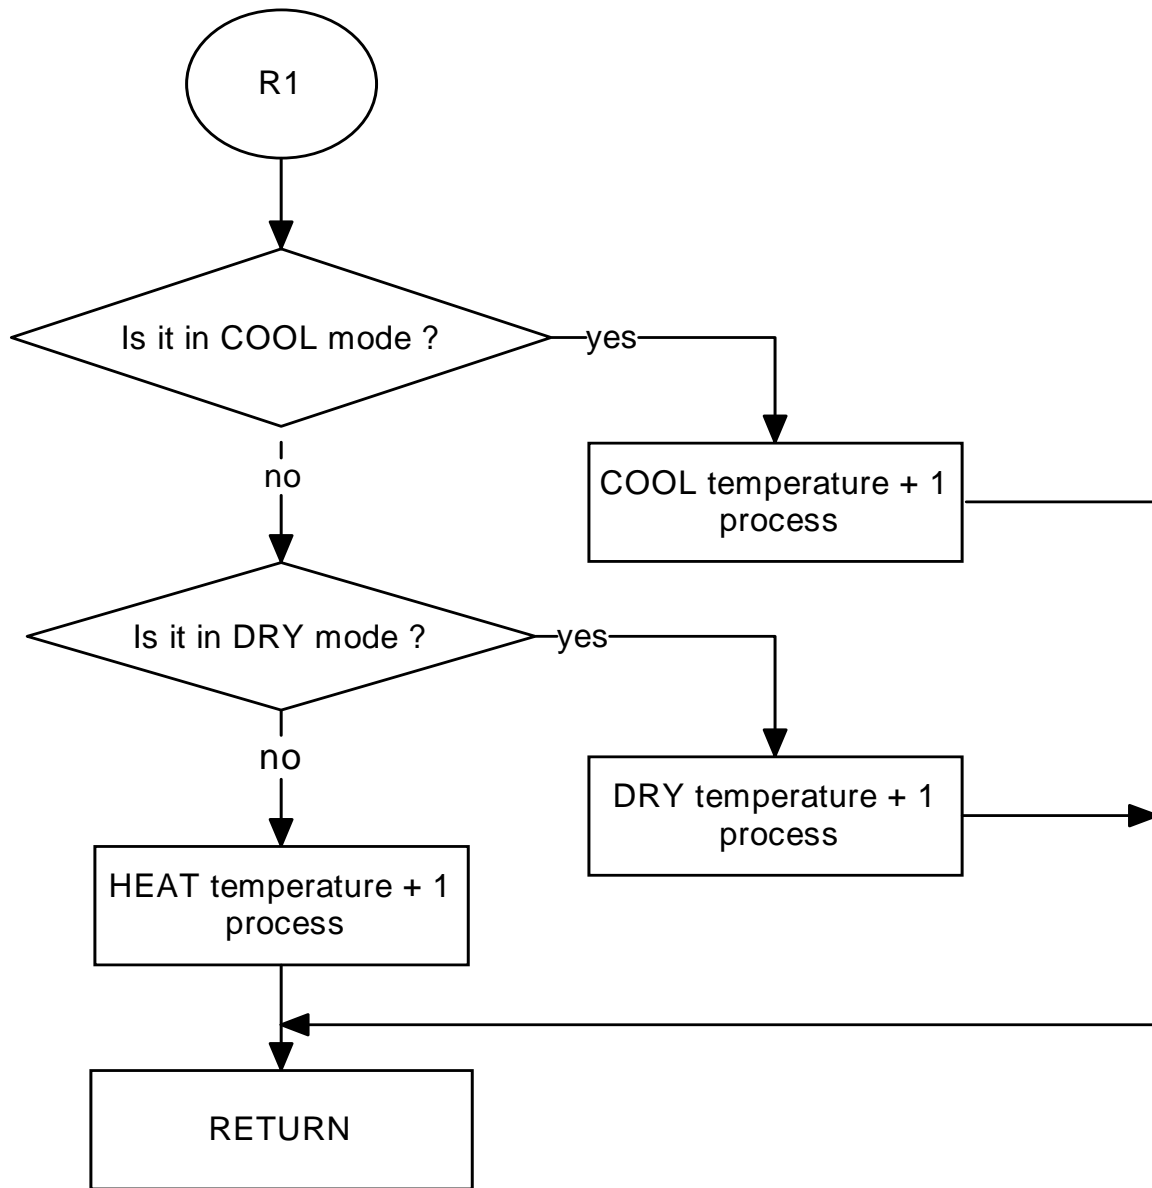 R1
Is it in COOL mode ?
yes
COOL temperature + 1
process
no
Is it in DRY mode ?
yes
DRY temperature + 1
process
no
HEAT temperature + 1
process
RETURN